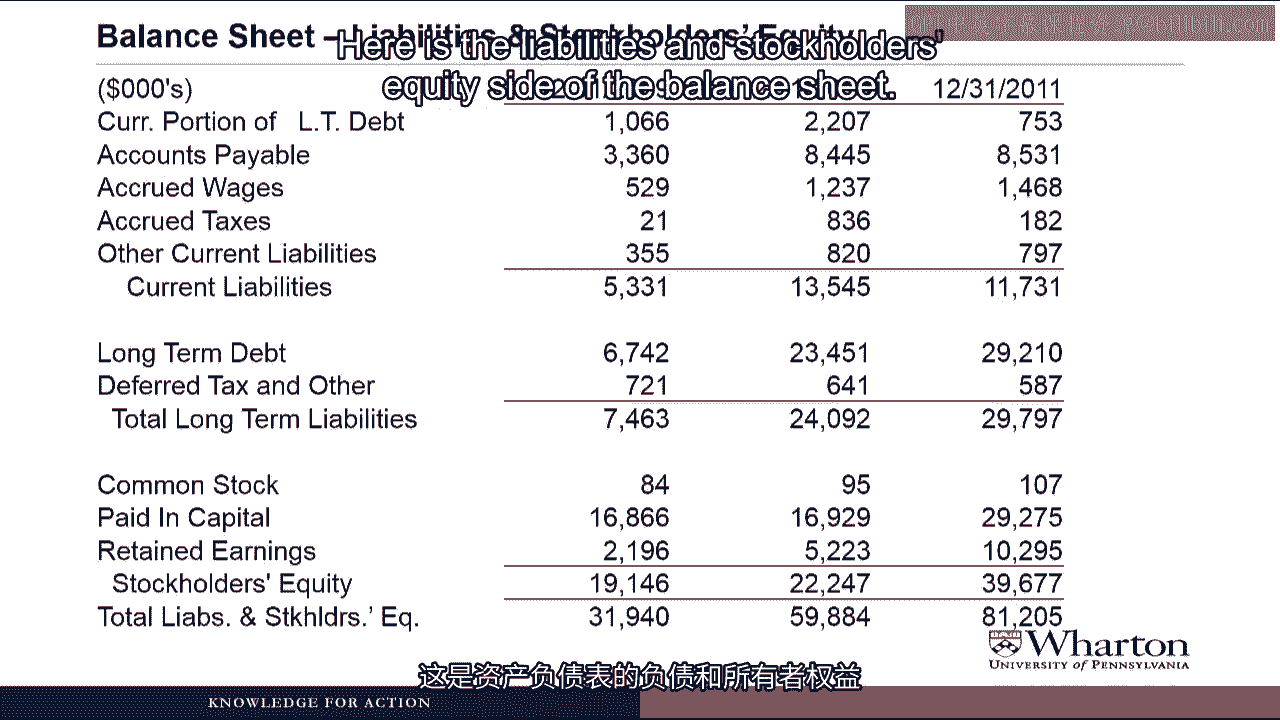 Balance Sheet – Liabilities & Stockholders' Equity
Here is the liabilities and stockholders'
equity side of the balance sheet.
($000's) 12/31/2011
Curr. Portion of L.T. Debt 1,066 2,207 753
Accounts Payable 3,360 8,445 8,531
Accrued Wages 529 1,237 1,468
Accrued Taxes 21 836 182
Other Current Liabilities 355 820 797
Current Liabilities 5,331 13,545 11,731
Long Term Debt 6,742 23,451 29,210
Deferred Tax and Other 721 641 587
Total Long Term Liabilities 7,463 24,092 29,797
Common Stock 84 95 107
Paid In Capital 16,866 16,929 29,275
Retained Earnings 2,196 5,223 10,295
Stockholders' Equity 19,146 22,247 39,677
Total Liabs. & Stkhldrs.' Eq. 31,940 59,884 81,205
Wharton
UNIVERSITY of PENNSYLVANIA
这是资产负债表的负债和所有者权益
KNOWLEDGE FOR ACTION